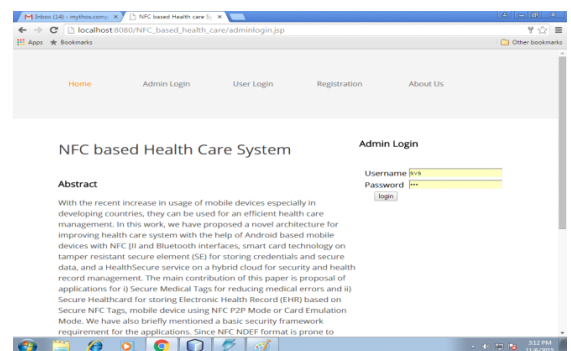 Inbox (14) - mythos.comu
NFC based Health care Sy
localhost:8080/NFC_based_health_care/adminlogin.jsp
Apps Bookmarks Other bookmarks
Home Admin Login User Login Registration About Us
NFC based Health Care System
Admin Login
Username svs
Password •••
login
Abstract
With the recent increase in usage of mobile devices especially in
developing countries, they can be used for an efficient health care
management. In this work, we have proposed a novel architecture for
improving health care system with the help of Android based mobile
devices with NFC [II and Bluetooth interfaces, smart card technology on
tamper resistant secure element (SE) for storing credentials and secure
data, and a HealthSecure service on a hybrid cloud for security and health
record management. The main contribution of this paper is proposal of
applications for i) Secure Medical Tags for reducing medical errors and ii)
Secure Healthcard for storing Electronic Health Record (EHR) based on
Secure NFC Tags, mobile device using NFC P2P Mode or Card Emulation
Mode. We have also briefly mentioned a basic security framework
requirement for the applications. Since NFC NDEF format is prone to
3:12 PM
11/6/2015